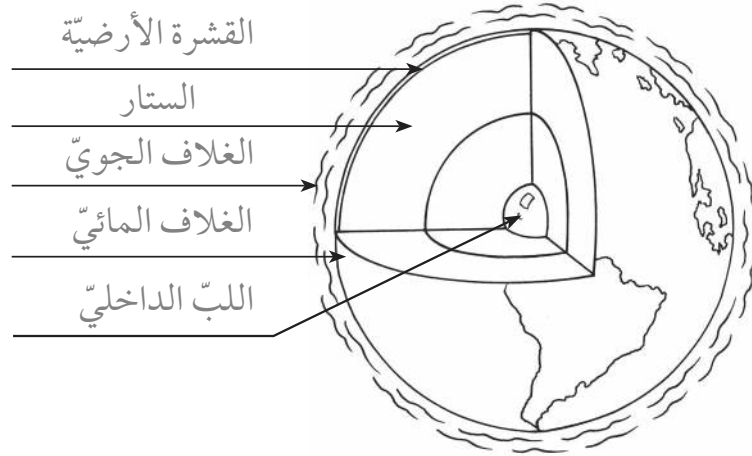 القشرة الأرضيّة
الستار
الغلاف الجويّ
الغلاف المائيّ
اللبّ الداخليّ